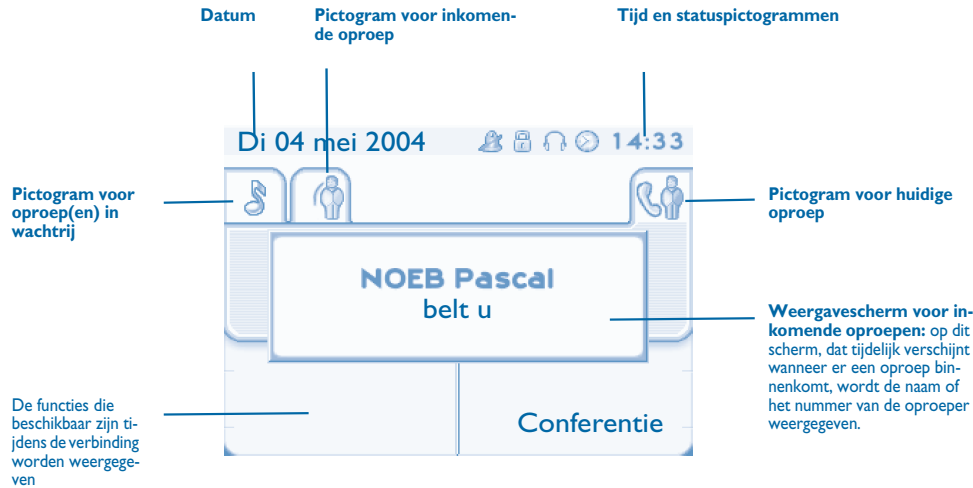 Datum
Pictogram voor inkomen-
de oproep
Tijd en statuspictogrammen
Di 04 mei 2004
14:33
Pictogram voor
oproep(en) in
wachtrij
Pictogram voor huidige
oproep
NOEB Pascal
belt u
Weergavescherm voor in-
komende oproepen: op dit
scherm, dat tijdelijk verschijnt
wanneer er een oproep bin-
nenkomt, wordt de naam of
het nummer van de oproeper
weergegeven.
De functies die
beschikbaar zijn ti-
jdens de verbinding
worden weergege-
ven
Conferentie